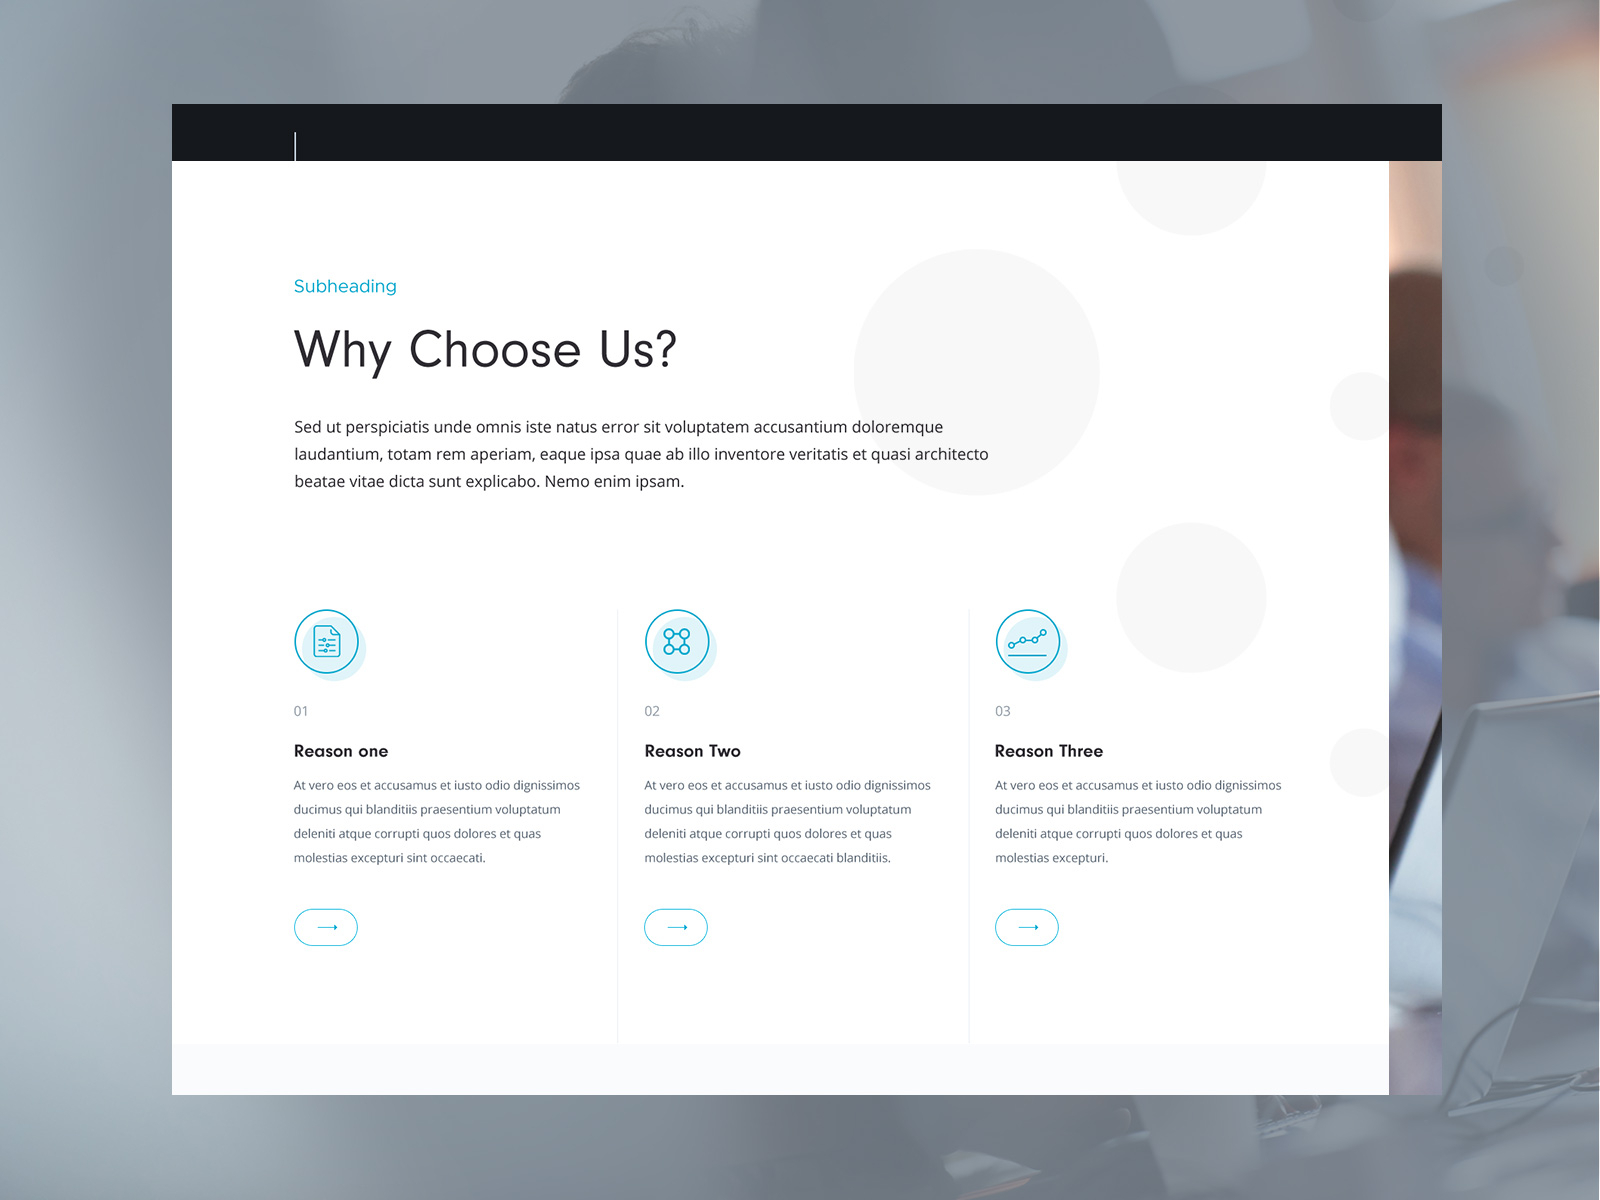 Subheading
Why Choose Us?
Sed ut perspiciatis unde omnis iste natus error sit voluptatem accusantium doloremque
laudantium, totam rem aperiam, eaque ipsa quae ab illo inventore veritatis et quasi architecto
beatae vitae dicta sunt explicabo. Nemo enim ipsam.
01
Reason one
At vero eos et accusamus et iusto odio dignissimos
ducimus qui blanditiis praesentium voluptatum
deleniti atque corrupti quos dolores et quas
molestias excepturi sint occaecati.
02
Reason Two
At vero eos et accusamus et iusto odio dignissimos
ducimus qui blanditiis praesentium voluptatum
deleniti atque corrupti quos dolores et quas
molestias excepturi sint occaecati blanditiis.
03
Reason Three
At vero eos et accusamus et iusto odio dignissimos
ducimus qui blanditiis praesentium voluptatum
deleniti atque corrupti quos dolores et quas
molestias excepturi.